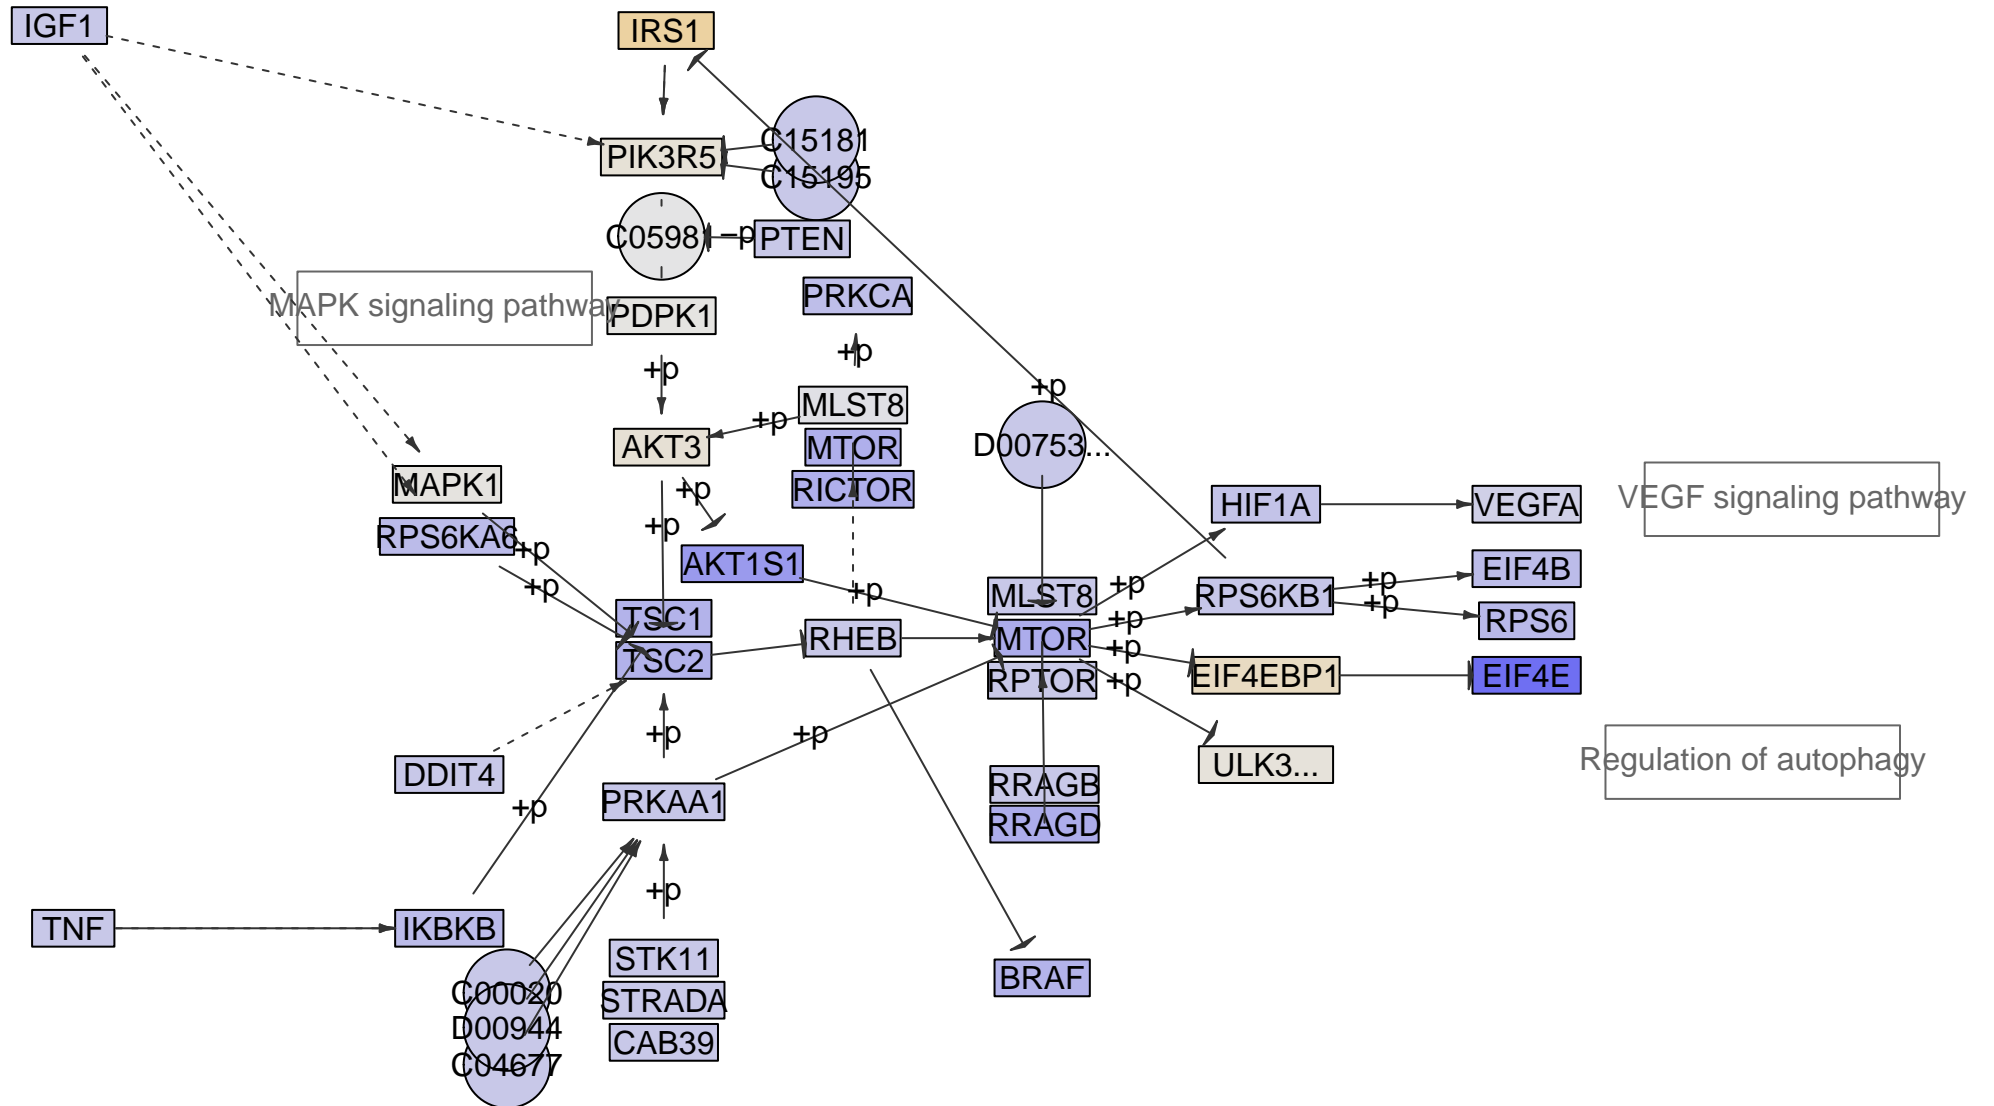 IGF1
IRS1
C15181
PIK3R5
C15195
C0598
–p
PTEN
PRKCA
MAPK signaling pathway
PDPK1
+p
+p
+p
MLST8
+p
AKT3
MTOR
D00753...
MAPK1
+p
RICTOR
HIF1A
VEGFA
VEGF signaling pathway
RPS6KA6
+p
+p
AKT1S1
EIF4B
+p
+p
+p
+p
MLST8
RPS6KB1
+p
TSC1
+p
RPS6
RHEB
MTOR
+p
TSC2
RPTOR
+p
EIF4EBP1
EIF4E
+p
+p
Regulation of autophagy
ULK3...
DDIT4
RRAGB
PRKAA1
+p
RRAGD
+p
TNF
IKBKB
STK11
BRAF
C00020
STRADA
D00944
CAB39
C04677